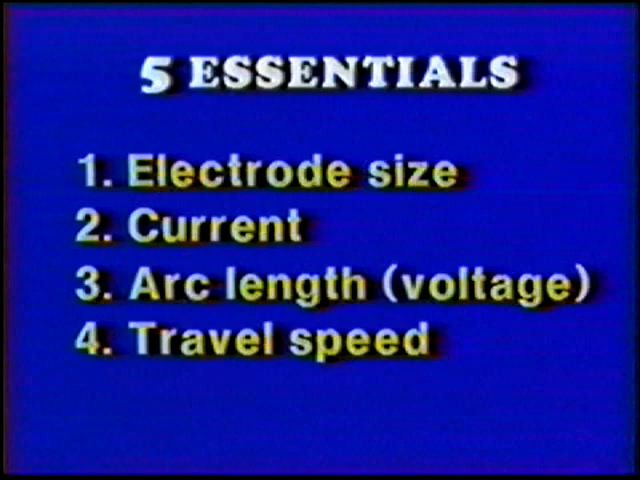 5 ESSENTIALS
1. Electrode size
2. Current
3. Arc length (voltage)
4. Travel speed